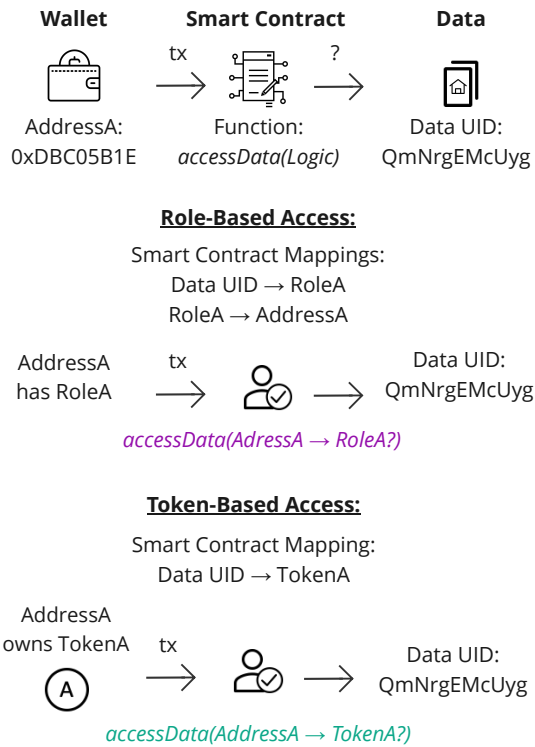 Wallet
Smart Contract
Data
tx
?
AddressA:
0xDBC05B1E
Function:
accessData(Logic)
Data UID:
QmNrgEMcUyg
Role-Based Access:
Smart Contract Mappings:
Data UID → RoleA
RoleA → AddressA
AddressA
has RoleA
tx
Data UID:
QmNrgEMcUyg
accessData(AdressA → RoleA?)
Token-Based Access:
Smart Contract Mapping:
Data UID → TokenA
AddressA
owns TokenA
A
tx
Data UID:
QmNrgEMcUyg
accessData(AddressA → TokenA?)